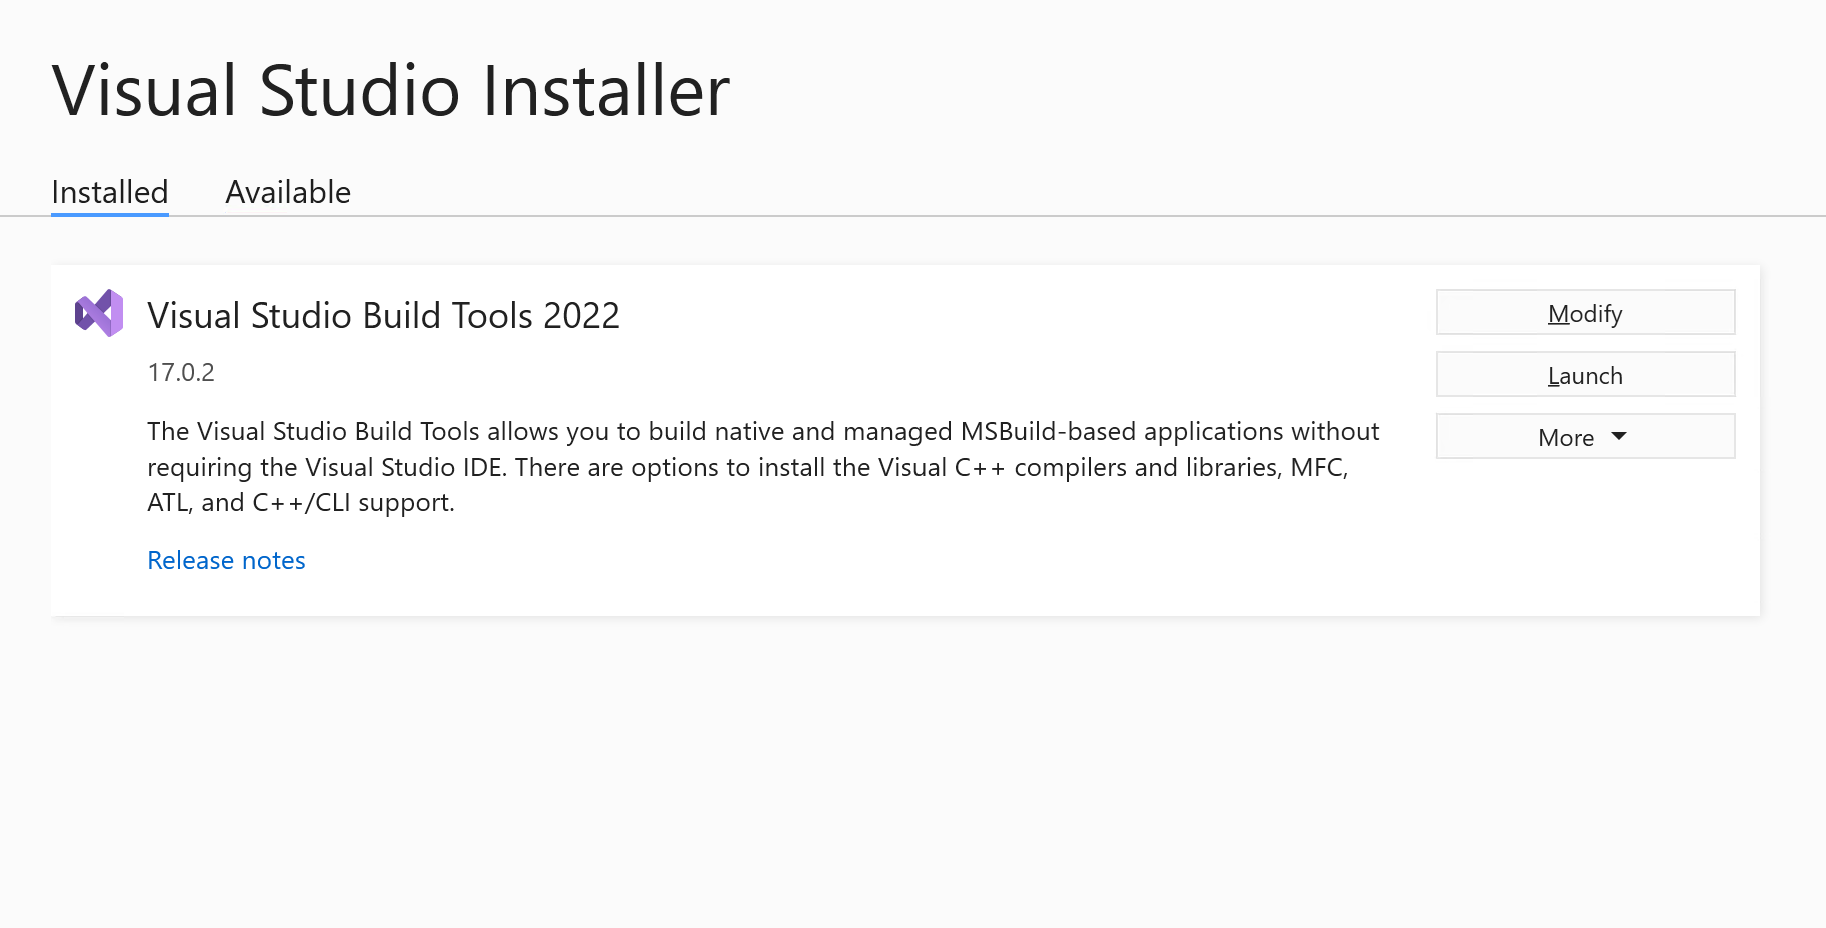 Visual Studio Installer
Installed Available
Visual Studio Build Tools 2022
17.0.2
The Visual Studio Build Tools allows you to build native and managed MSBuild-based applications without
requiring the Visual Studio IDE. There are options to install the Visual C++ compilers and libraries, MFC,
ATL, and C++/CLI support.
Release notes
Modify
Launch
More